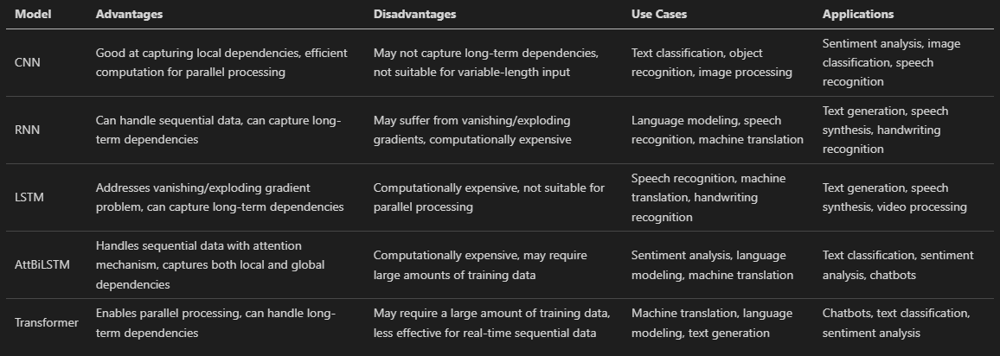 Model Advantages Disadvantages Use Cases Applications
CNN
Good at capturing local dependencies, efficient
computation for parallel processing
May not capture long-term dependencies,
not suitable for variable-length input
Text classification, object
recognition, image processing
Sentiment analysis, image
classification, speech
recognition
RNN
Can handle sequential data, can capture long-
term dependencies
May suffer from vanishing/exploding
gradients, computationally expensive
Language modeling, speech
recognition, machine translation
Text generation, speech
synthesis, handwriting
recognition
LSTM
Addresses vanishing/exploding gradient
problem, can capture long-term dependencies
Computationally expensive, not suitable for
parallel processing
Speech recognition, machine
translation, handwriting
recognition
Text generation, speech
synthesis, video processing
AttBiLSTM
Handles sequential data with attention
mechanism, captures both local and global
dependencies
Computationally expensive, may require
large amounts of training data
Sentiment analysis, language
modeling, machine translation
Text classification, sentiment
analysis, chatbots
Transformer
Enables parallel processing, can handle long-
term dependencies
May require a large amount of training data,
less effective for real-time sequential data
Machine translation, language
modeling, text generation
Chatbots, text classification,
sentiment analysis